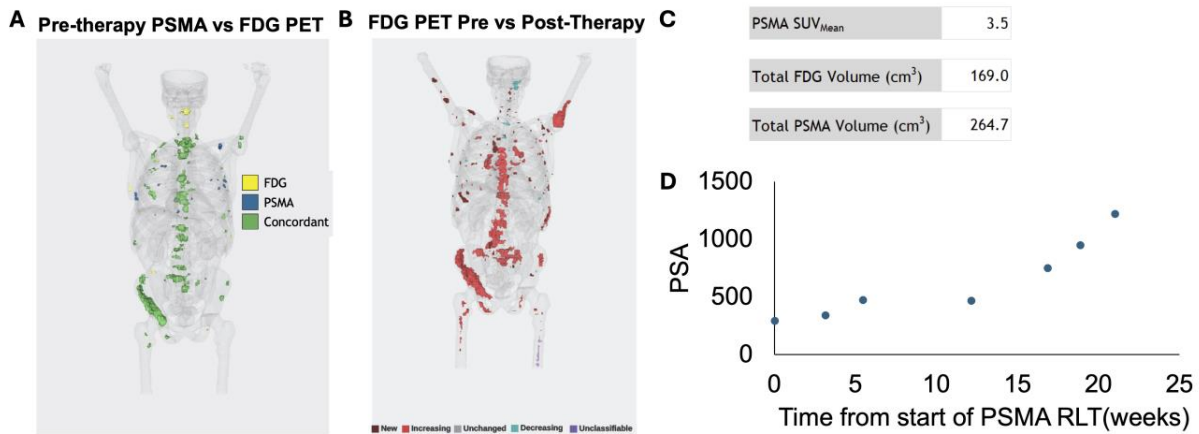 A Pre-therapy PSMA vs FDG PET
FDG
PSMA
Concordant
B FDG PET Pre vs Post-Therapy
New Increasing Unchanged Decreasing Unclassifiable
C
PSMA SUVMean 3.5
Total FDG Volume (cm³) 169.0
Total PSMA Volume (cm³) 264.7
D
1500
1000
500
0
PSA
0 5 10 15 20 25
Time from start of PSMA RLT(weeks)